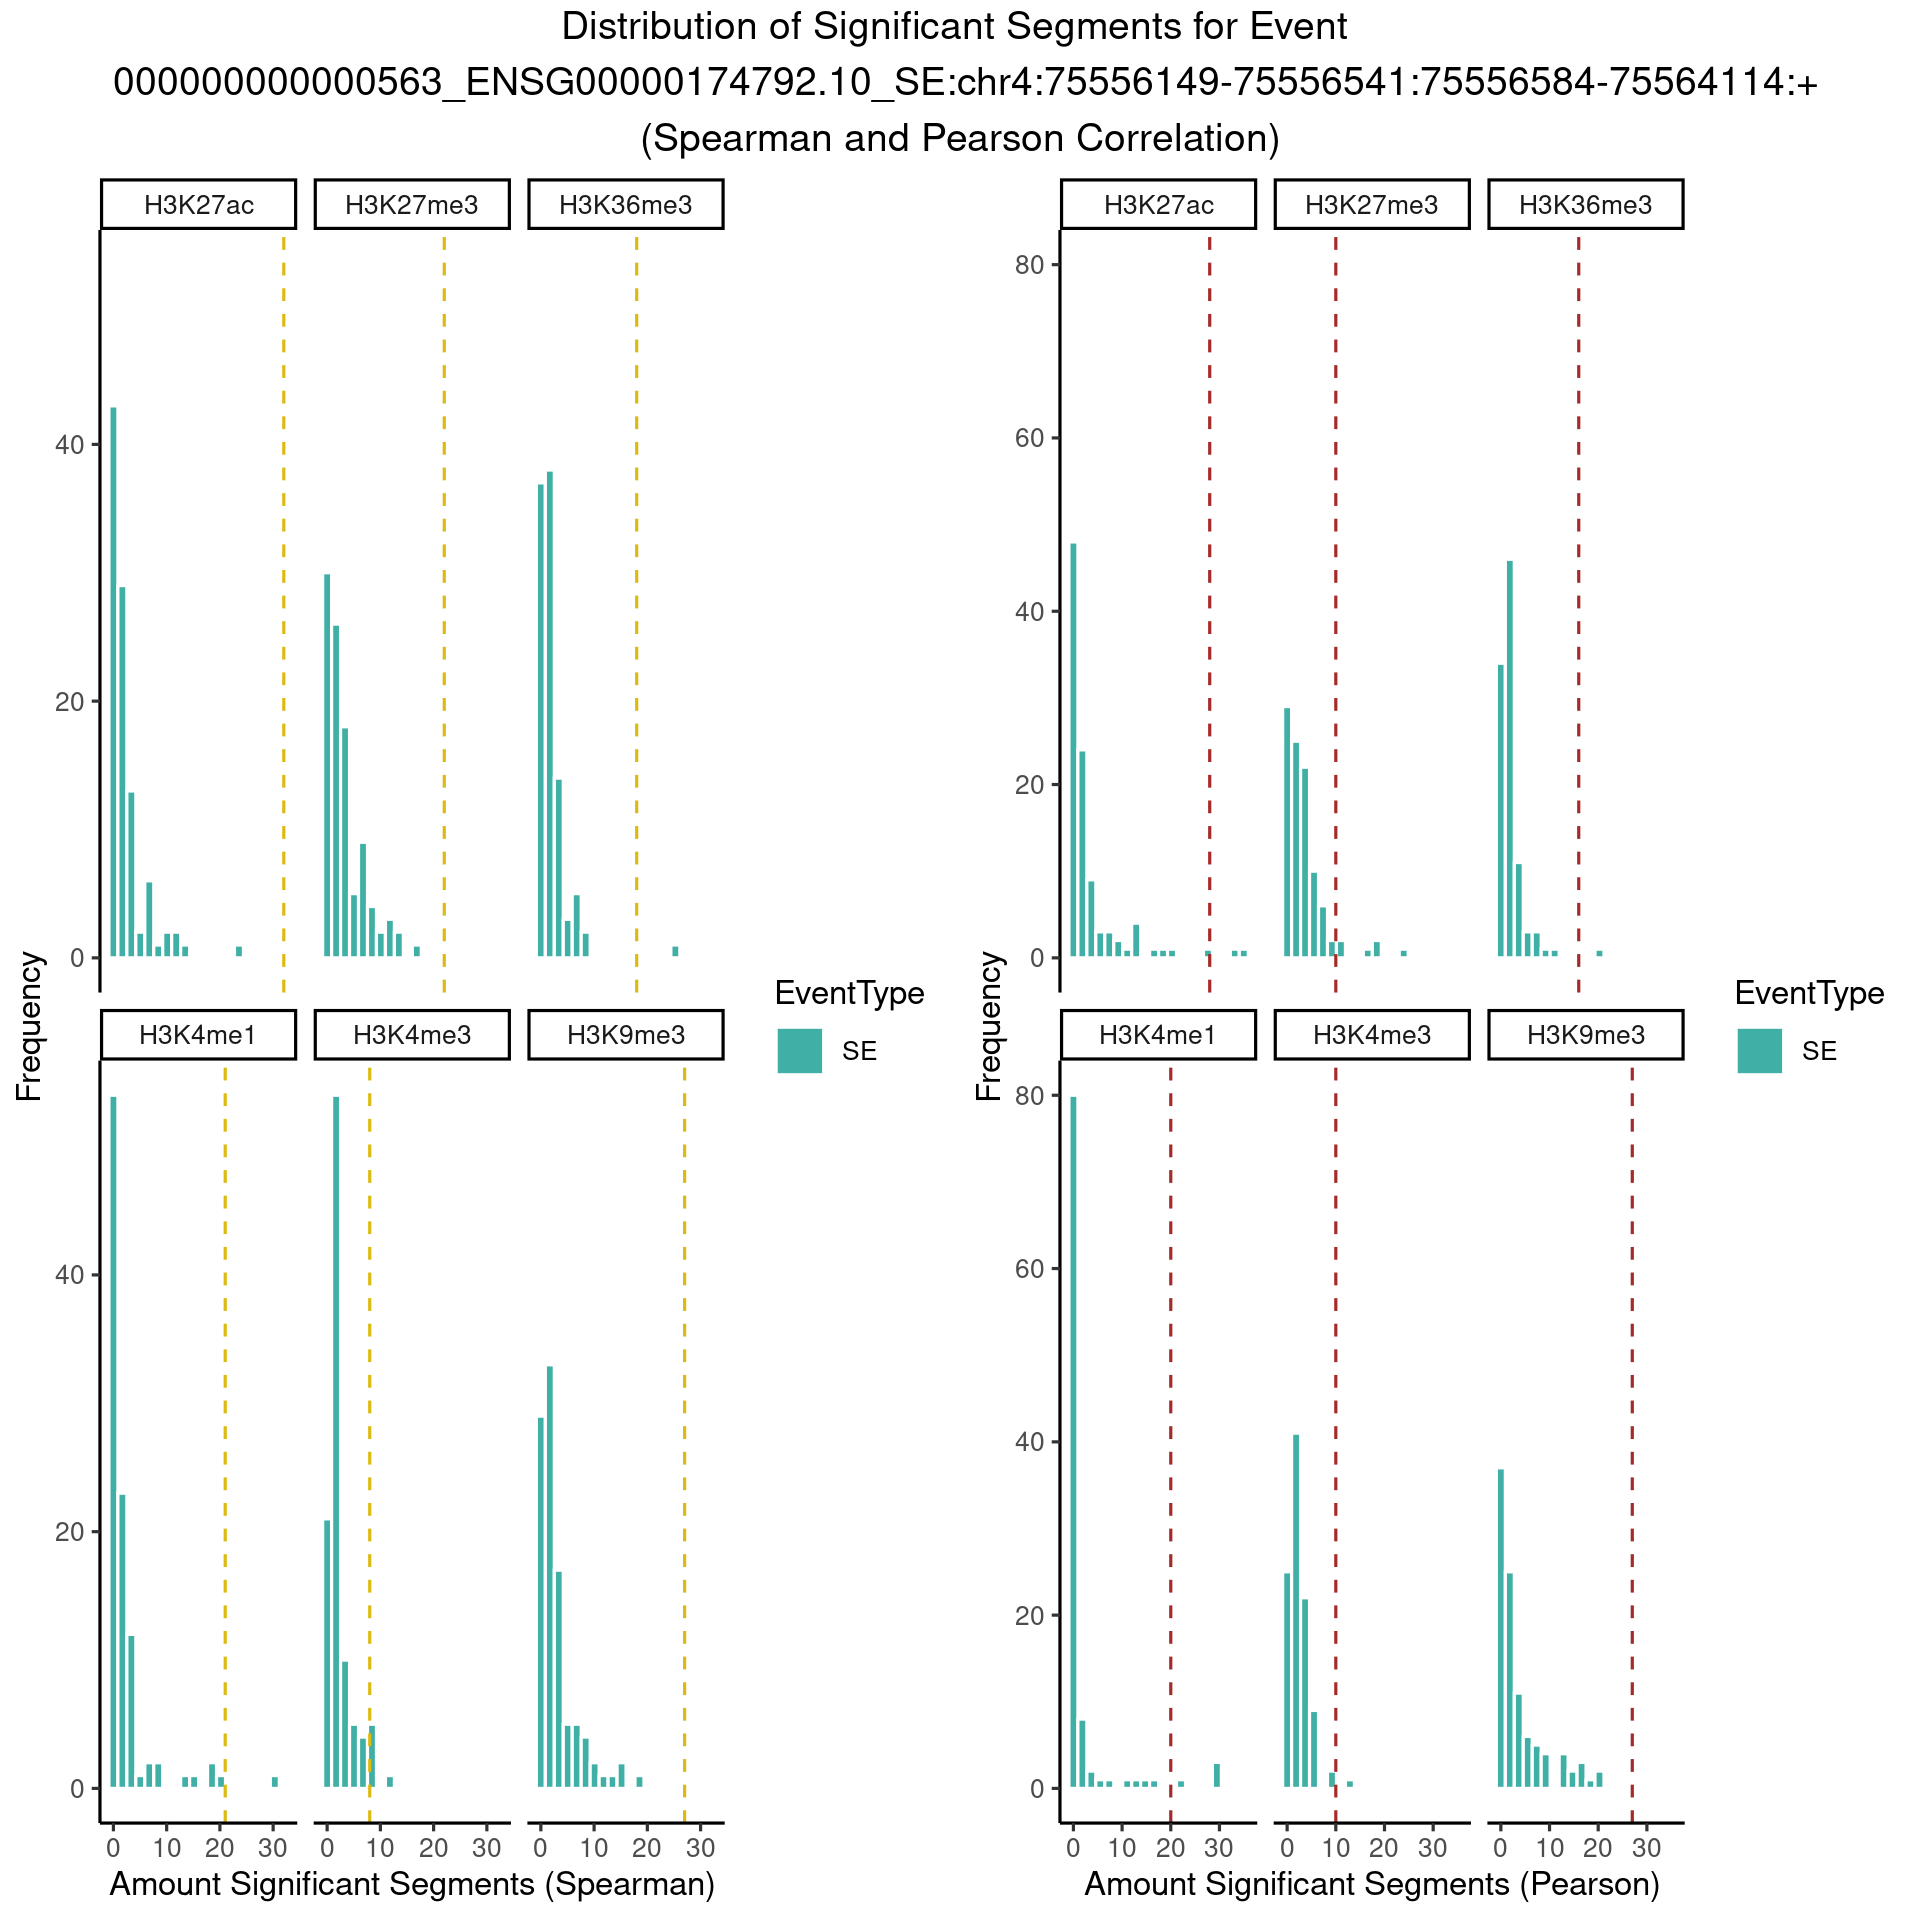 Distribution of Significant Segments for Event
000000000000563_ENSG00000174792.10_SE:chr4:75556149-75556541:75556584-75564114:+
(Spearman and Pearson Correlation)
H3K27ac H3K27me3 H3K36me3
40
20
0
H3K4me1 H3K4me3 H3K9me3
40
20
0
0 10 20 30 0 10 20 30 0 10 20 30
Amount Significant Segments (Spearman)
Frequency
EventType
SE
H3K27ac H3K27me3 H3K36me3
80
60
40
20
0
H3K4me1 H3K4me3 H3K9me3
80
60
40
20
0
0 10 20 30 0 10 20 30 0 10 20 30
Amount Significant Segments (Pearson)
Frequency
EventType
SE